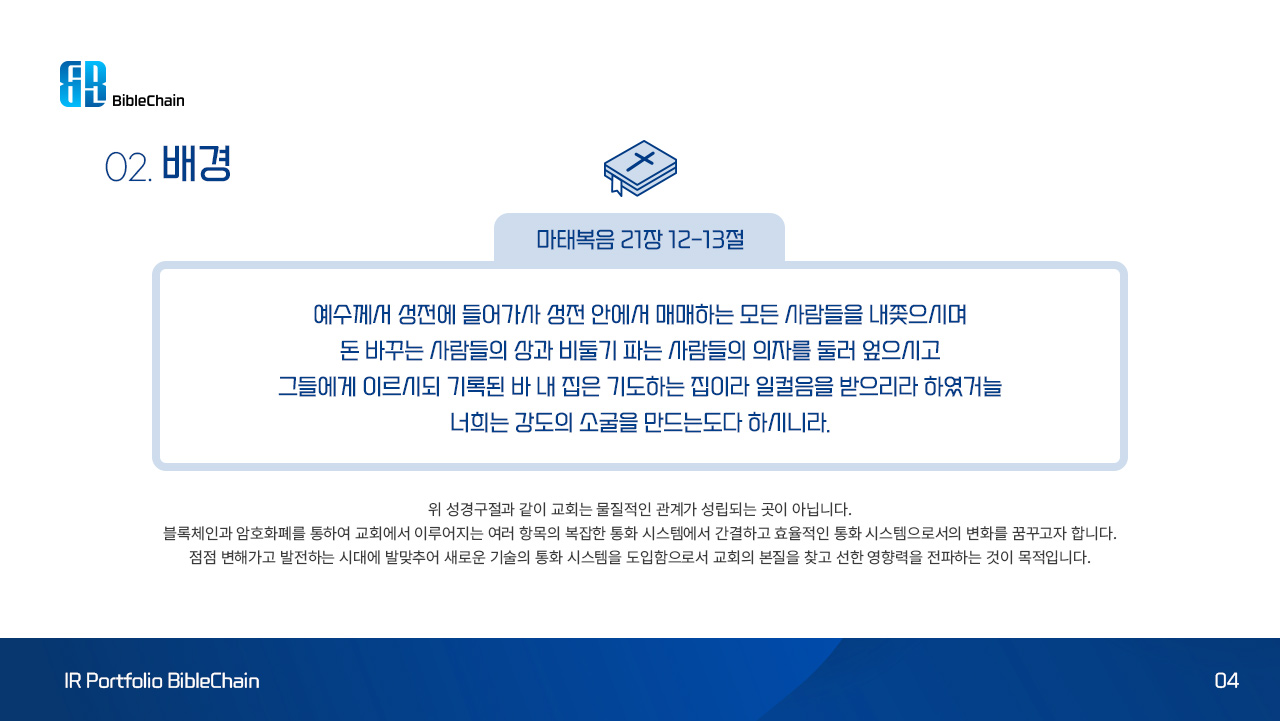 BibleChain
02. 배경
마태복음 21장 12-13절
예수께서 성전에 들어가사 성전 안에서 매매하는 모든 사람들을 내쫓으시며
돈 바꾸는 사람들의 상과 비둘기 파는 사람들의 의자를 둘러 엎으시고
그들에게 이르시되 기록된 바 내 집은 기도하는 집이라 일컬음을 받으리라 하였거늘
너희는 강도의 소굴을 만드는도다 하시니라.
위 성경구절과 같이 교회는 물질적인 관계가 성립되는 곳이 아닙니다.
블록체인과 암호화폐를 통하여 교회에서 이루어지는 여러 항목의 복잡한 통화 시스템에서 간결하고 효율적인 통화 시스템으로서의 변화를 꿈꾸고자 합니다.
점점 변해가고 발전하는 시대에 발맞추어 새로운 기술의 통화 시스템을 도입함으로서 교회의 본질을 찾고 선한 영향력을 전파하는 것이 목적입니다.
IR Portfolio BibleChain
04